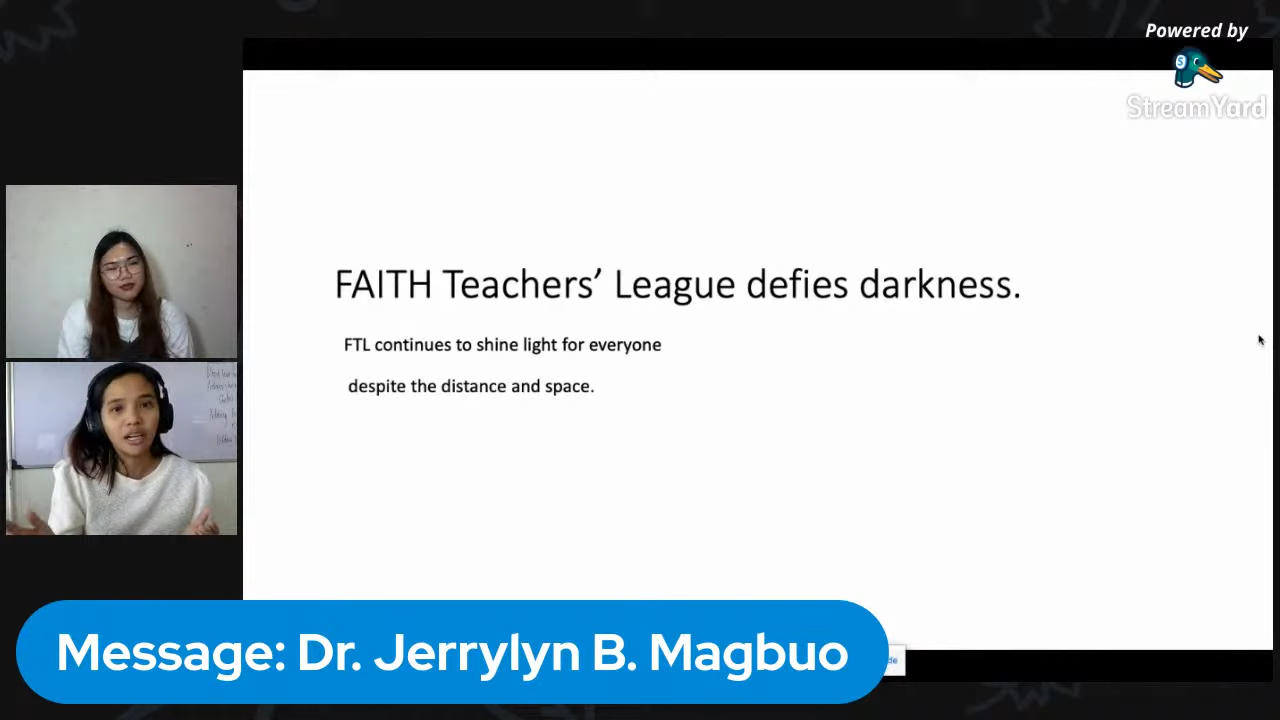 Powered by
StreamYard
FAITH Teachers’ League defies darkness.
FTL continues to shine light for everyone
despite the distance and space.
Message: Dr. Jerrylyn B. Magbuo